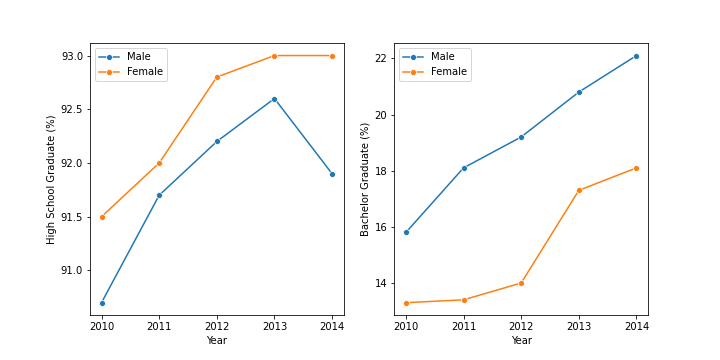 Male
Female
High School Graduate (%)
93.0
92.5
92.0
91.5
91.0
2010 2011 2012 2013 2014
Year
Male
Female
Bachelor Graduate (%)
22
20
18
16
14
2010 2011 2012 2013 2014
Year